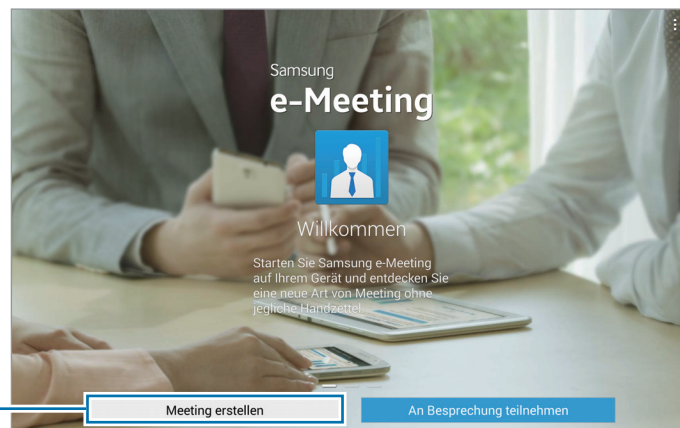 Samsung
e-Meeting
Willkommen
Starten Sie Samsung e-Meeting
auf Ihrem Gerät und entdecken Sie
eine neue Art von Meeting ohne
jegliche Handzettel.
Meeting erstellen
An Besprechung teilnehmen